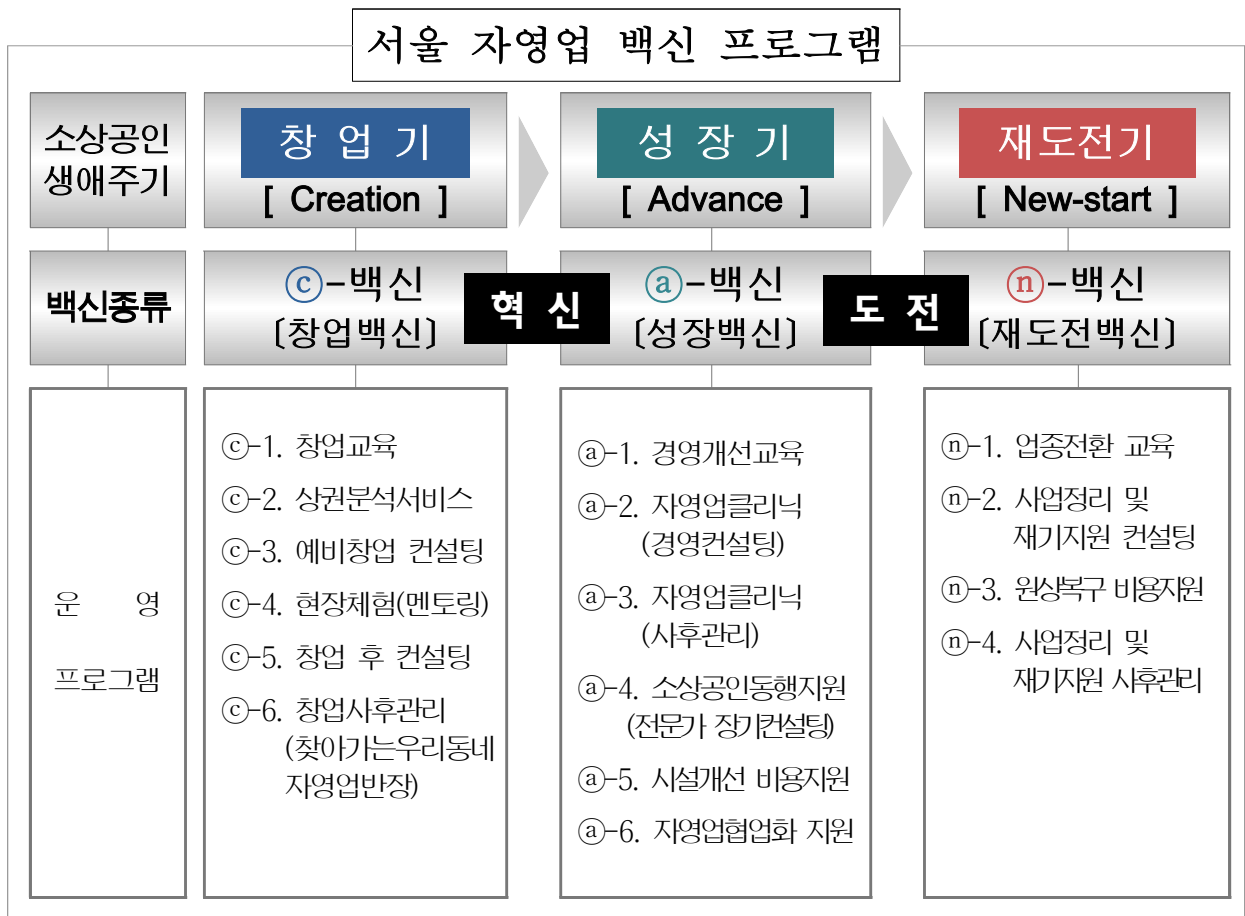 서울 자영업 백신 프로그램
소상공인
생애주기
창 업 기
[ Creation ]
성 장 기
[ Advance ]
재도전기
[ New-start ]
백신종류
ⓒ-백신
〔창업백신〕
혁 신
ⓐ-백신
〔성장백신〕
도 전
ⓝ-백신
〔재도전백신〕
운 영
프로그램
ⓒ-1. 창업교육
ⓒ-2. 상권분석서비스
ⓒ-3. 예비창업 컨설팅
ⓒ-4. 현장체험(멘토링)
ⓒ-5. 창업 후 컨설팅
ⓒ-6. 창업사후관리
(찾아가는우리동네
자영업반장)
ⓐ-1. 경영개선교육
ⓐ-2. 자영업클리닉
(경영컨설팅)
ⓐ-3. 자영업클리닉
(사후관리)
ⓐ-4. 소상공인동행지원
(전문가 장기컨설팅)
ⓐ-5. 시설개선 비용지원
ⓐ-6. 자영업협업화 지원
ⓝ-1. 업종전환 교육
ⓝ-2. 사업정리 및
재기지원 컨설팅
ⓝ-3. 원상복구 비용지원
ⓝ-4. 사업정리 및
재기지원 사후관리